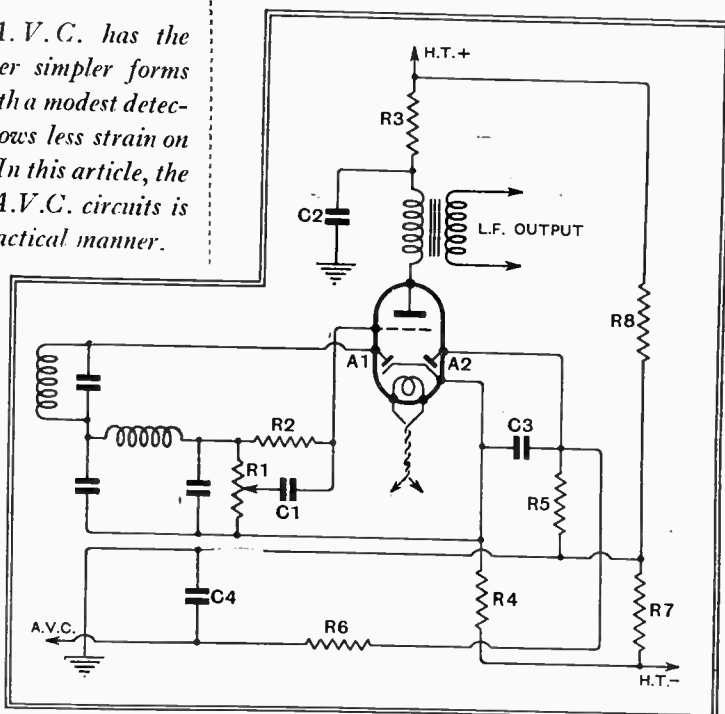 A.V.C. has the
er simpler forms
th a modest detec-
ows less strain on
In this article, the
A.V.C. circuits is
actical manner.
H.T.+
R3
C2
L.F. OUTPUT
R8
A1
A2
R2
C3
R1
C1
R5
C4
R4
R7
A.V.C.
R6
H.T.-